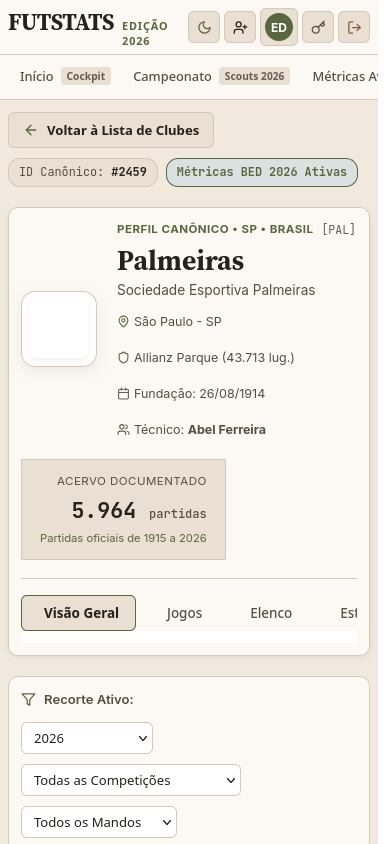 FUTSTATS EDIÇÃO 2026
ED
Início Cockpit Campeonato Scouts 2026 Métricas Av
Voltar à Lista de Clubes
ID Canônico: #2459 Métricas BED 2026 Ativas
PERFIL CANÔNICO • SP • BRASIL [PAL]
Palmeiras
Sociedade Esportiva Palmeiras
São Paulo - SP
Allianz Parque (43.713 lug.)
Fundação: 26/08/1914
Técnico: Abel Ferreira
ACERVO DOCUMENTADO
5.964 partidas
Partidas oficiais de 1915 a 2026
Visão Geral Jogos Elenco Est
Recorte Ativo:
2026
Todas as Competições
Todos os Mandos